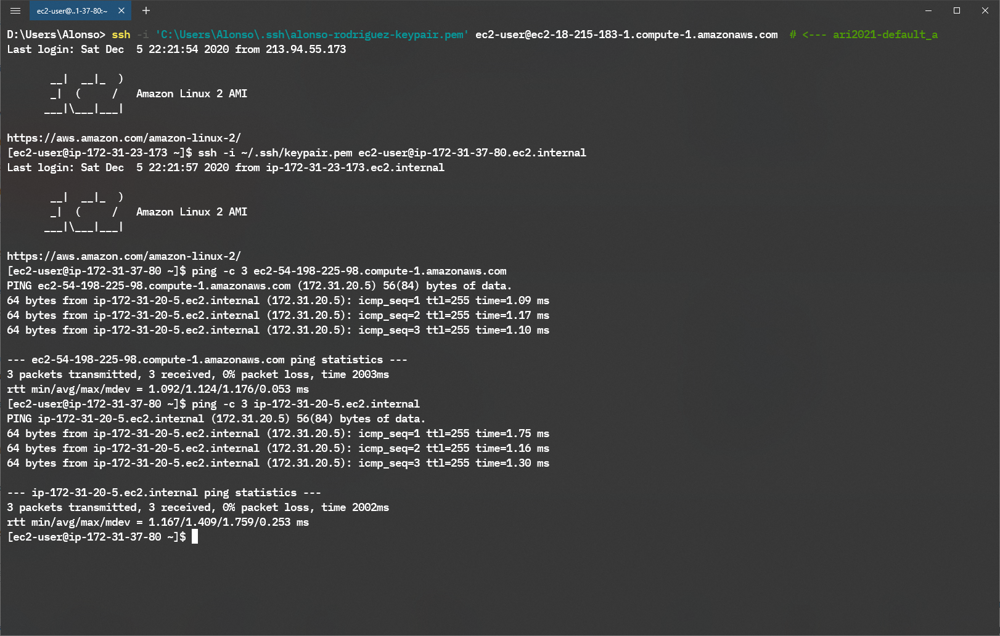 ec2-user@..1-37-80:~
D:\Users\Alonso> ssh -i 'C:\Users\Alonso\.ssh\alonso-rodriguez-keypair.pem' ec2-user@ec2-18-215-183-1.compute-1.amazonaws.com  # <--- ari2021-default_a
Last login: Sat Dec  5 22:21:54 2020 from 213.94.55.173
       __|  __|_  )
       _|  (     /   Amazon Linux 2 AMI
      ___|\___|___|
https://aws.amazon.com/amazon-linux-2/
[ec2-user@ip-172-31-23-173 ~]$ ssh -i ~/.ssh/keypair.pem ec2-user@ip-172-31-37-80.ec2.internal
Last login: Sat Dec  5 22:21:57 2020 from ip-172-31-23-173.ec2.internal
       __|  __|_  )
       _|  (     /   Amazon Linux 2 AMI
      ___|\___|___|
https://aws.amazon.com/amazon-linux-2/
[ec2-user@ip-172-31-37-80 ~]$ ping -c 3 ec2-54-198-225-98.compute-1.amazonaws.com
PING ec2-54-198-225-98.compute-1.amazonaws.com (172.31.20.5) 56(84) bytes of data.
64 bytes from ip-172-31-20-5.ec2.internal (172.31.20.5): icmp_seq=1 ttl=255 time=1.09 ms
64 bytes from ip-172-31-20-5.ec2.internal (172.31.20.5): icmp_seq=2 ttl=255 time=1.17 ms
64 bytes from ip-172-31-20-5.ec2.internal (172.31.20.5): icmp_seq=3 ttl=255 time=1.10 ms
--- ec2-54-198-225-98.compute-1.amazonaws.com ping statistics ---
3 packets transmitted, 3 received, 0% packet loss, time 2003ms
rtt min/avg/max/mdev = 1.092/1.124/1.176/0.053 ms
[ec2-user@ip-172-31-37-80 ~]$ ping -c 3 ip-172-31-20-5.ec2.internal
PING ip-172-31-20-5.ec2.internal (172.31.20.5) 56(84) bytes of data.
64 bytes from ip-172-31-20-5.ec2.internal (172.31.20.5): icmp_seq=1 ttl=255 time=1.75 ms
64 bytes from ip-172-31-20-5.ec2.internal (172.31.20.5): icmp_seq=2 ttl=255 time=1.16 ms
64 bytes from ip-172-31-20-5.ec2.internal (172.31.20.5): icmp_seq=3 ttl=255 time=1.30 ms
--- ip-172-31-20-5.ec2.internal ping statistics ---
3 packets transmitted, 3 received, 0% packet loss, time 2002ms
rtt min/avg/max/mdev = 1.167/1.409/1.759/0.253 ms
[ec2-user@ip-172-31-37-80 ~]$